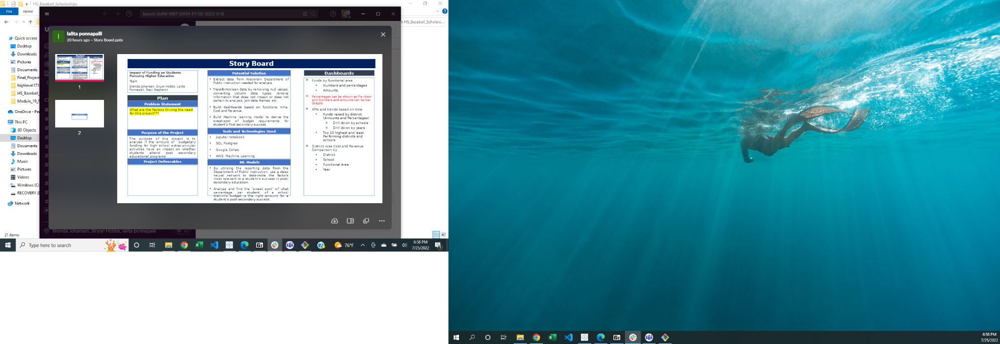 HS_Baseball_Scholarships
File
Home
HS_Baseball_Scholars...
Search UofW-VIRT-DATA-PT-02-2022-U-B
Quick access
Desktop
Downloads
Pictures
Documents
Final_Project
highlevel171
HS_Baseball_
Module_19_N
OneDrive - Per
This PC
3D Objects
Desktop
Documents
Downloads
Music
Pictures
Videos
Windows (C:
RECOVERY (
Network
21 items
l
lalita ponnapalli
20 hours ago – Story Board.pptx
1
2
Story Board
Impact of Funding on Students
Pursuing Higher Education
Team
Brenda Johansen, Bryon Hobbs, Lalita
Ponnapali, Staci Stapleton
Plan
Problem Statement
What are the Factors Driving the need
for this project???
Purpose of the Project
The purpose of this project is to
analyze if the amount of budgetary
funding for high school extracurricular
activities have an impact on whether
students attend post secondary
educational programs
Project Deliverables
Potential Solution
• Extract data from Wisconsin Department of
Public Instruction needed for analysis
• Transform/clean data by removing null values,
converting column data types, remove
information that does not impact or does not
pertain to analysis, join data frames, etc.
• Build dashboards based on functions, time,
Cost and Revenue.
• Build Machine learning model to derive the
sweet-spot of budget requirements for
student's Post secondary success.
Tools and Technologies Used
• Jupyter notebook
• SQL Postgres
• Google Collab
• AWS, Machine Learning
ML Models
• By utilizing the reporting data from the
Department of Public Instruction, use a deep
neural network to determine the factors
most relevant to a student's success in post-
secondary education.
• Analyze and find the "sweet spot" of what
percentage, per student, of a school
district's budget is the right amount for a
student's post-secondary success.
Dashboards
➢ Funds by functional area
• Numbers and percentages
• Amounts
❖ Percentages can be shown as Pie chart
and Numbers and amounts can be bar
Graphs
➢ KPIs and trends based on time
• Funds raised by district
(Amounts and Percentages)
o Drill down by schools
o Drill down by years
• Top 10 highest and least
Performing districts and
schools
➢ District wise Cost and Revenue
Comparison by
• District
• School
• Functional Area
• Year
Brenda Johansen, Bryon Hobbs, lalita ponnapalli
Type here to search
76°F
6:58 PM
7/25/2022
1
6:58 PM
7/25/2022